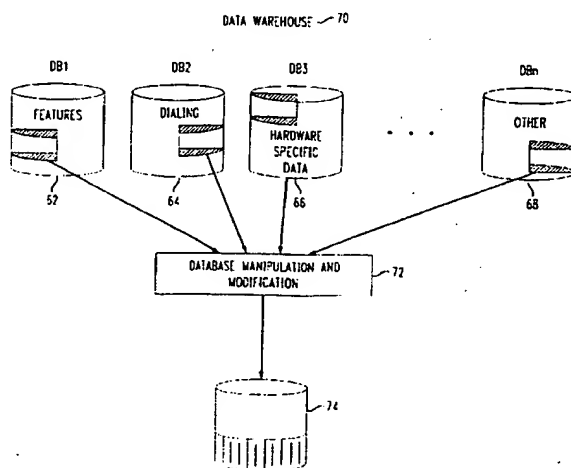 DATA WAREHOUSE 70
DB1 DB2 DB3 DBn
FEATURES
DIALING
HARDWARE
SPECIFIC
DATA
. . .
OTHER
62
64
66
68
DATABASE MANIPULATION AND
MODIFICATION
72
74